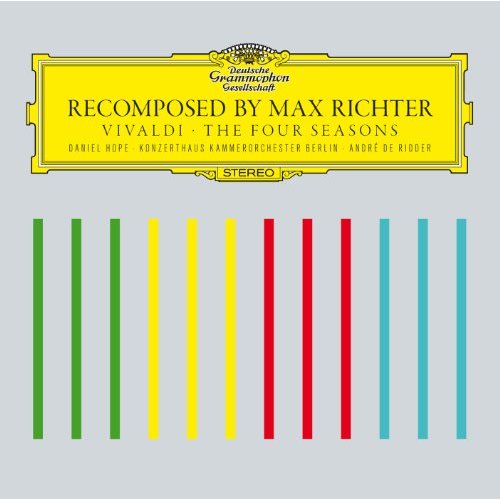 Deutsche
Grammophon
Gesellschaft
RECOMPOSED BY MAX RICHTER
VIVALDI · THE FOUR SEASONS
DANIEL HOPE · KONZERTHAUS KAMMERORCHESTER BERLIN · ANDRÉ DE RIDDER
STEREO